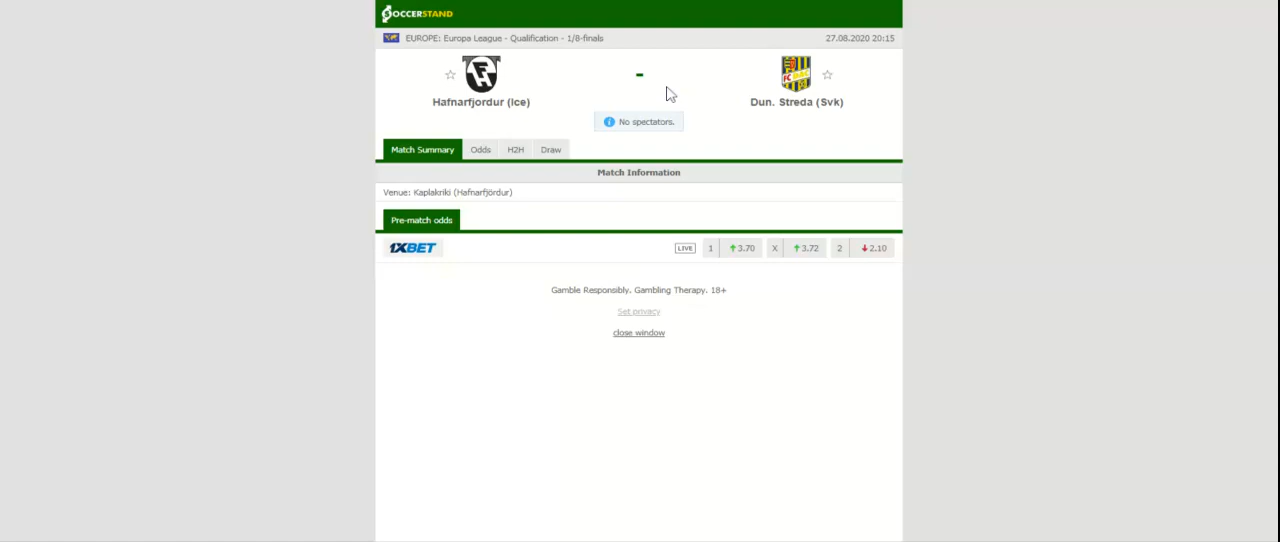 SOCCERSTAND
EUROPE: Europa League - Qualification - 1/8-finals 27.08.2020 20:15
Hafnarfjordur (Ice) - Dun. Streda (Svk)
No spectators.
Match Summary Odds H2H Draw
Match Information
Venue: Kaplakriki (Hafnarfjördur)
Pre-match odds
1XBET LIVE 1 3.70 X 3.72 2 2.10
Gamble Responsibly. Gambling Therapy. 18+
Set privacy
close window